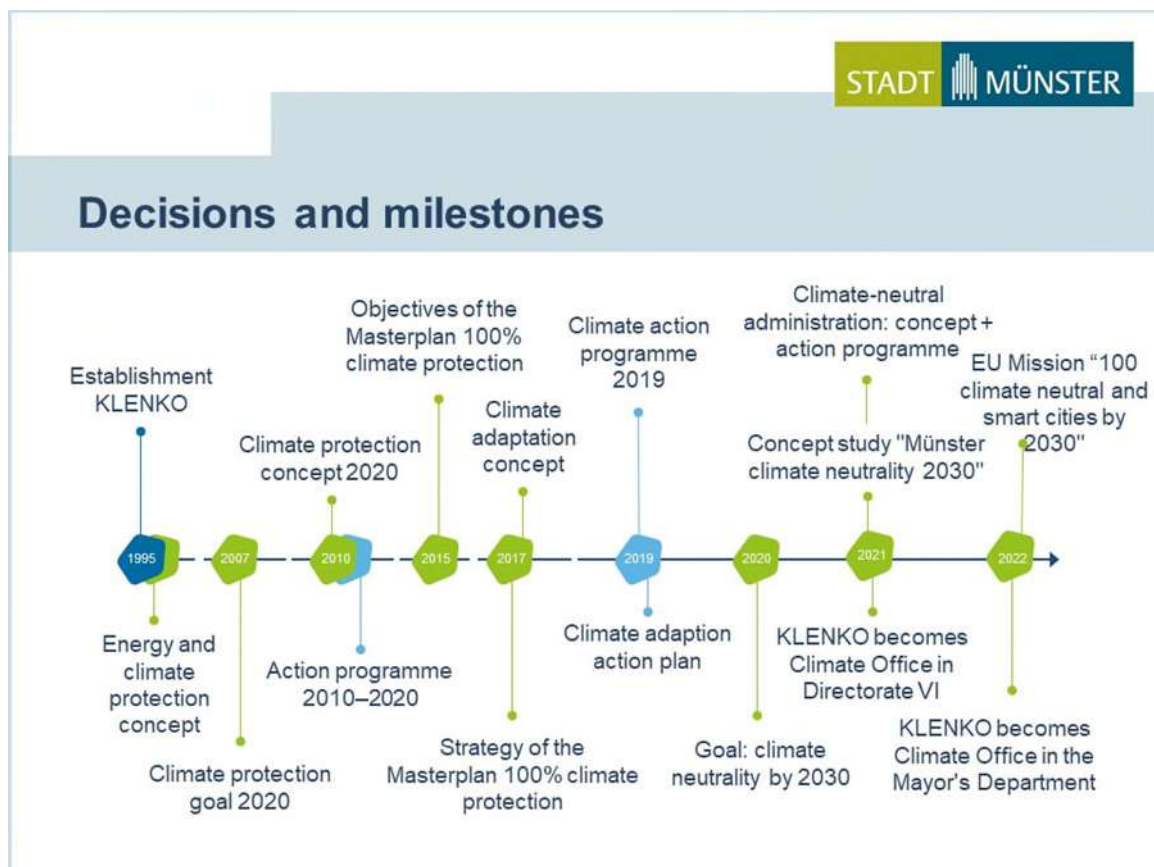 STADT MÜNSTER
Decisions and milestones
Establishment
KLENKO
Climate protection
concept 2020
Objectives of the
Masterplan 100%
climate protection
Climate
adaptation
concept
Climate action
programme
2019
Climate-neutral
administration: concept +
action programme
Concept study "Münster
climate neutrality 2030"
EU Mission “100
climate neutral and
smart cities by
2030"
1995
2007
2010
2015
2017
2019
2020
2021
2022
Energy and
climate
protection
concept
Climate protection
goal 2020
Action programme
2010–2020
Strategy of the
Masterplan 100% climate
protection
Climate adaption
action plan
Goal: climate
neutrality by 2030
KLENKO becomes
Climate Office in
Directorate VI
KLENKO becomes
Climate Office in the
Mayor's Department